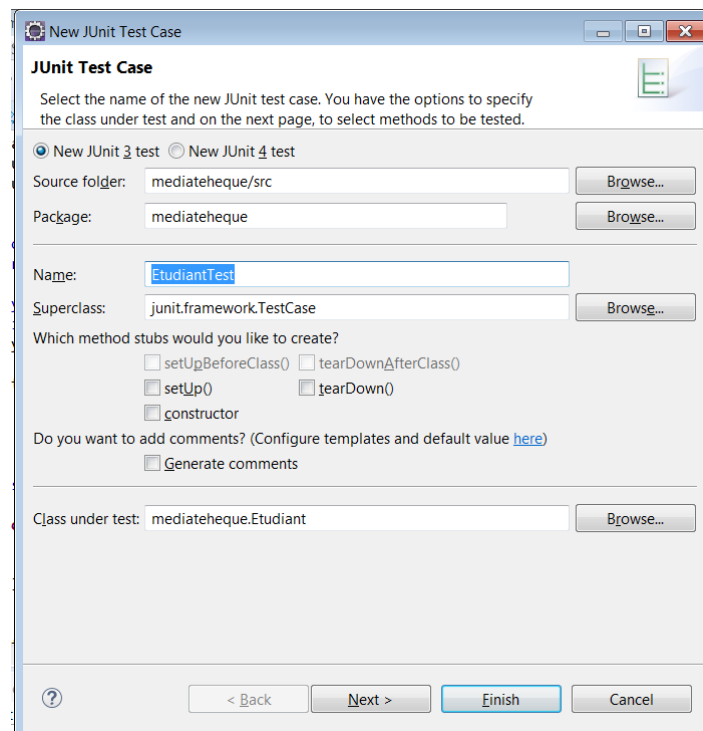 New JUnit Test Case
JUnit Test Case
Select the name of the new JUnit test case. You have the options to specify
the class under test and on the next page, to select methods to be tested.
New JUnit 3 test New JUnit 4 test
Source folder: mediatheque/src Browse...
Package: mediatheque Browse...
Name: EtudiantTest
Superclass: junit.framework.TestCase Browse...
Which method stubs would you like to create?
setUpBeforeClass() tearDownAfterClass()
setUp() tearDown()
constructor
Do you want to add comments? (Configure templates and default value here)
Generate comments
Class under test: mediatheque.Etudiant Browse...
? < Back Next > Finish Cancel